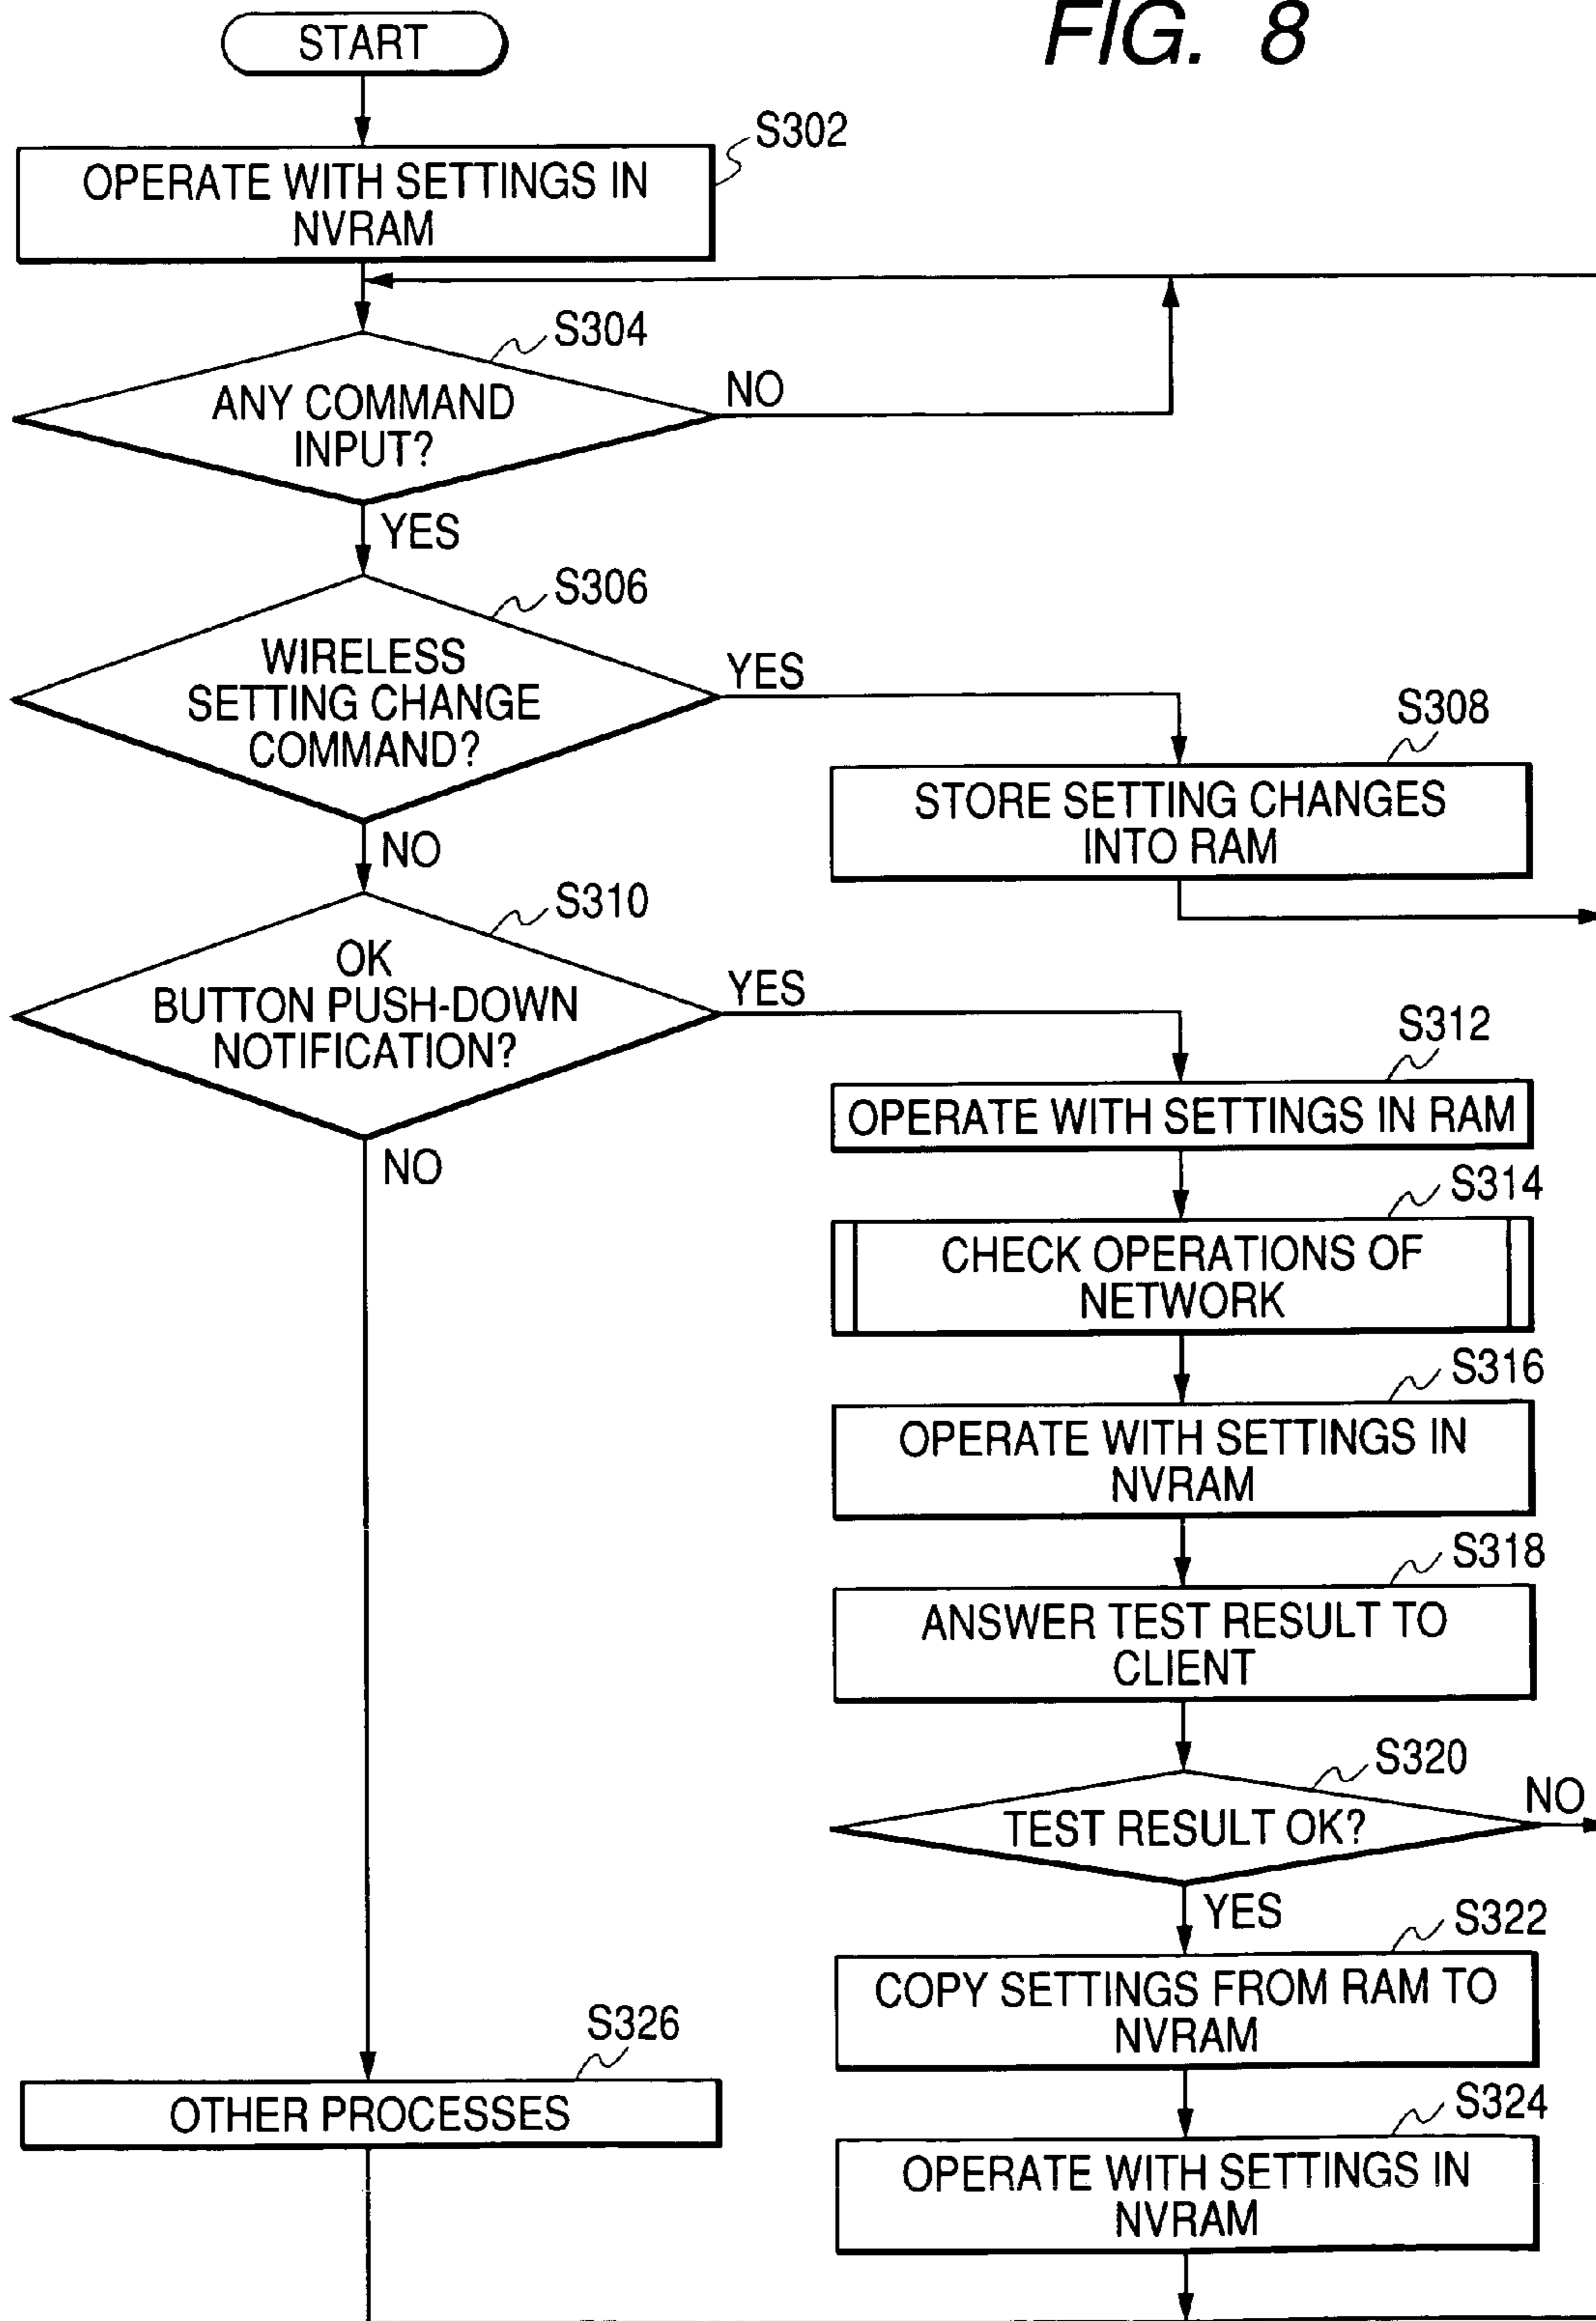 FIG. 8
START
S302
OPERATE WITH SETTINGS IN
NVRAM
S304
ANY COMMAND
INPUT?
NO
YES
S306
WIRELESS
SETTING CHANGE
COMMAND?
YES
S308
STORE SETTING CHANGES
INTO RAM
NO
S310
OK
BUTTON PUSH-DOWN
NOTIFICATION?
YES
S312
OPERATE WITH SETTINGS IN RAM
NO
S314
CHECK OPERATIONS OF
NETWORK
S316
OPERATE WITH SETTINGS IN
NVRAM
S318
ANSWER TEST RESULT TO
CLIENT
S320
TEST RESULT OK?
NO
YES
S322
COPY SETTINGS FROM RAM TO
NVRAM
S326
OTHER PROCESSES
S324
OPERATE WITH SETTINGS IN
NVRAM